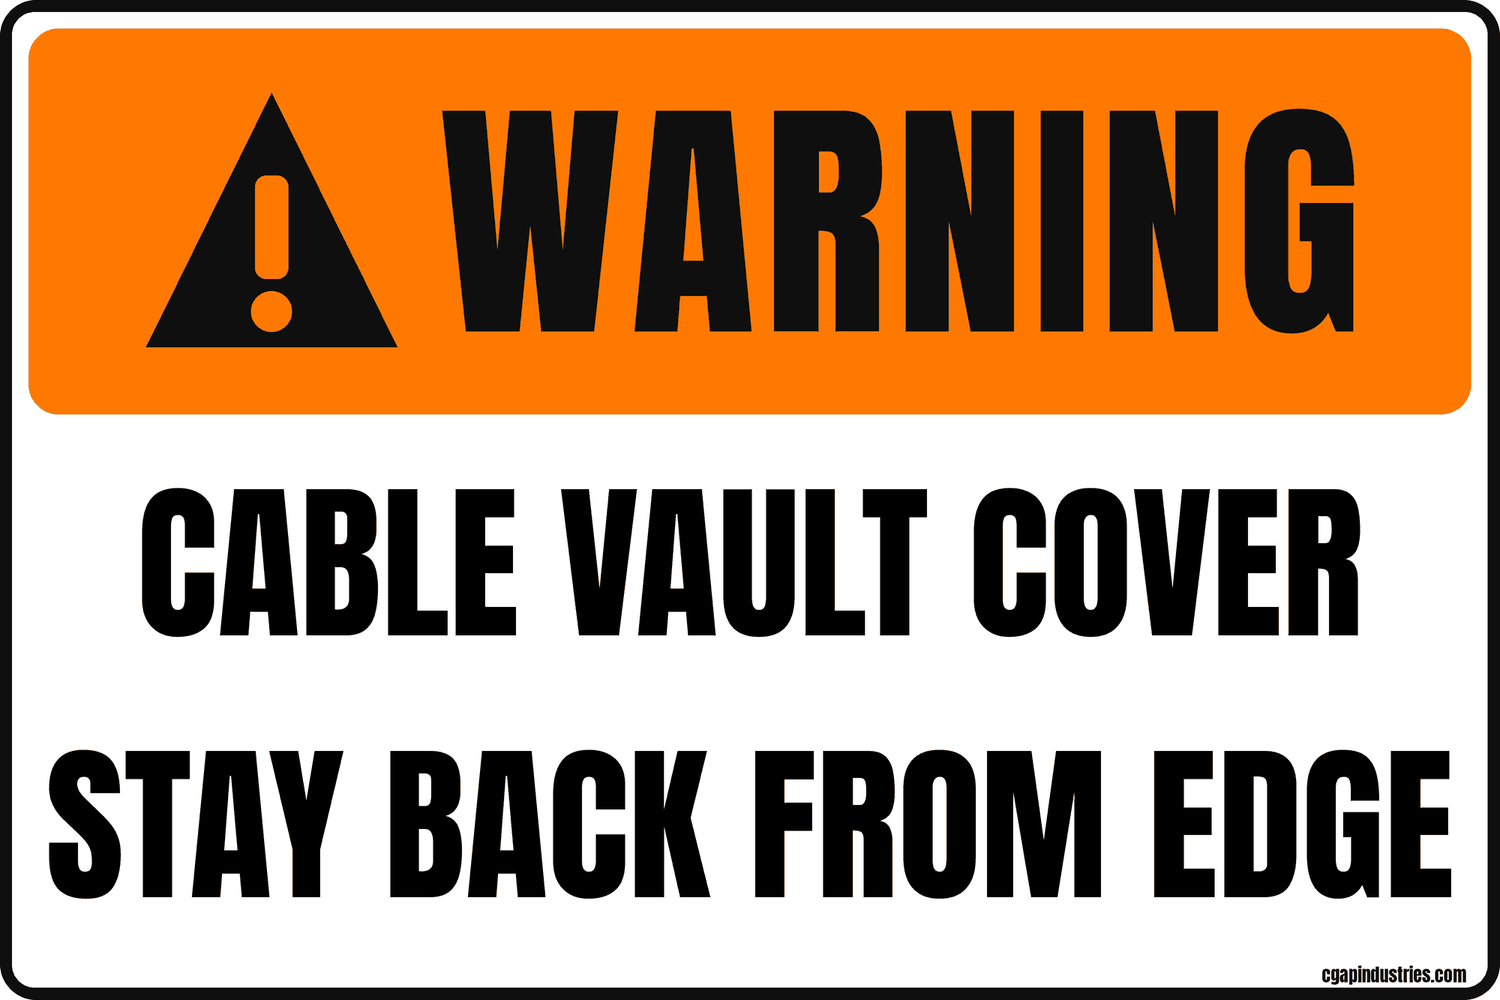 WARNING
CABLE VAULT COVER
STAY BACK FROM EDGE
cgapindustries.com